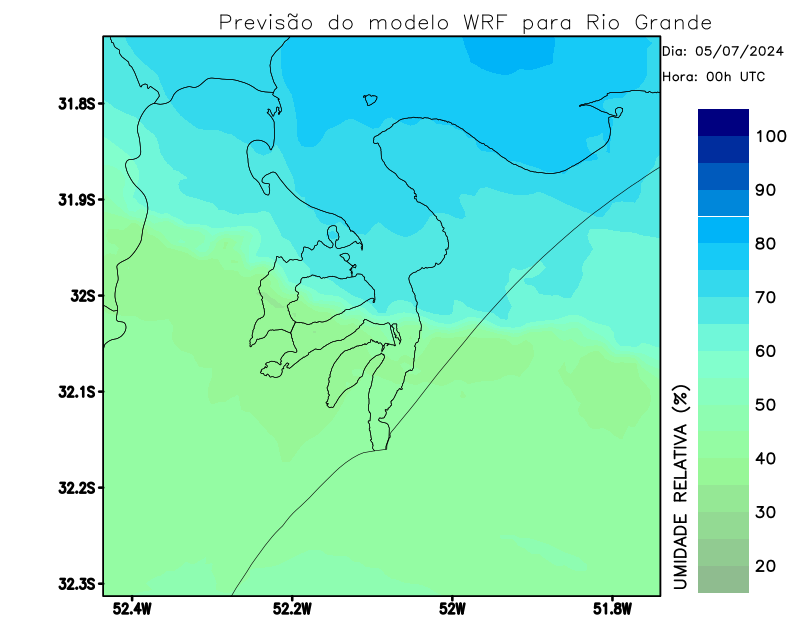 Previsão do modelo WRF para Rio Grande
Dia: 05/07/2024
Hora: 00h UTC
31.8S
31.9S
32S
32.1S
32.2S
32.3S
52.4W
52.2W
52W
51.8W
100
90
80
70
60
50
40
30
20
UMIDADE RELATIVA (%)